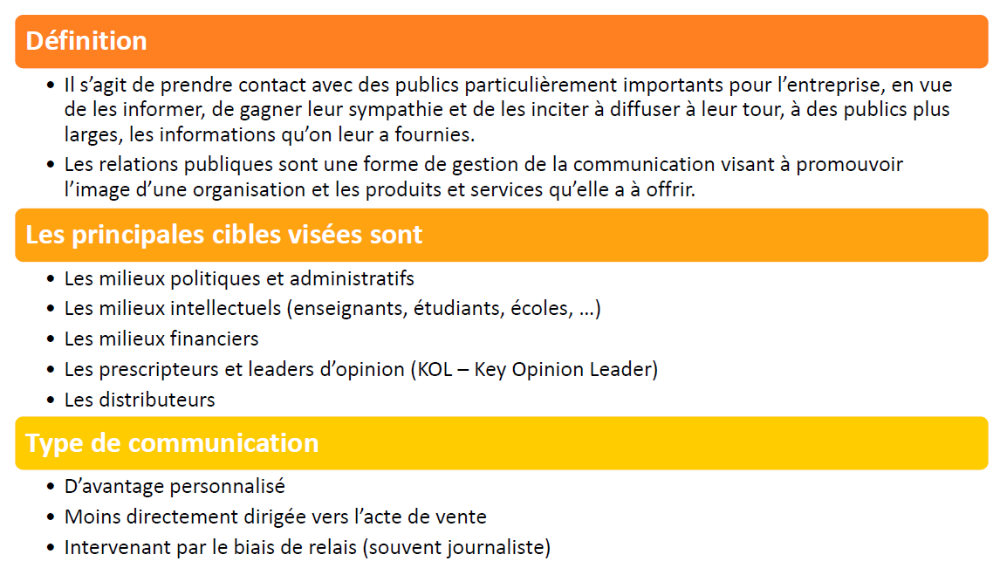 Définition
• Il s’agit de prendre contact avec des publics particulièrement importants pour l’entreprise, en vue
de les informer, de gagner leur sympathie et de les inciter à diffuser à leur tour, à des publics plus
larges, les informations qu’on leur a fournies.
• Les relations publiques sont une forme de gestion de la communication visant à promouvoir
l’image d’une organisation et les produits et services qu’elle a à offrir.
Les principales cibles visées sont
• Les milieux politiques et administratifs
• Les milieux intellectuels (enseignants, étudiants, écoles, …)
• Les milieux financiers
• Les prescripteurs et leaders d’opinion (KOL – Key Opinion Leader)
• Les distributeurs
Type de communication
• D’avantage personnalisé
• Moins directement dirigée vers l’acte de vente
• Intervenant par le biais de relais (souvent journaliste)